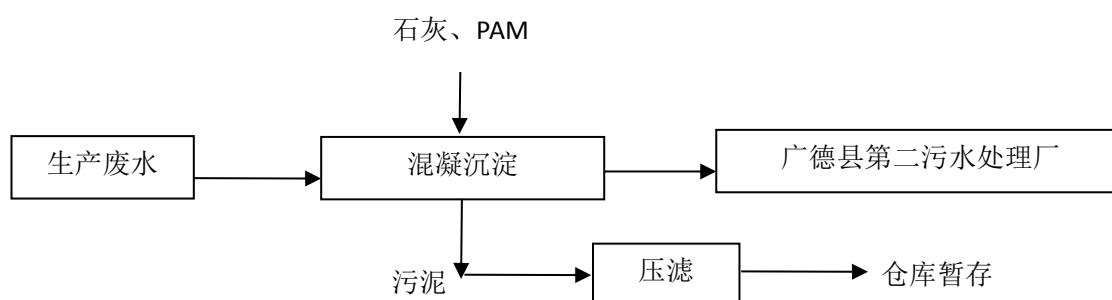 石灰、PAM
生产废水
混凝沉淀
广德县第二污水处理厂
污泥
压滤
仓库暂存